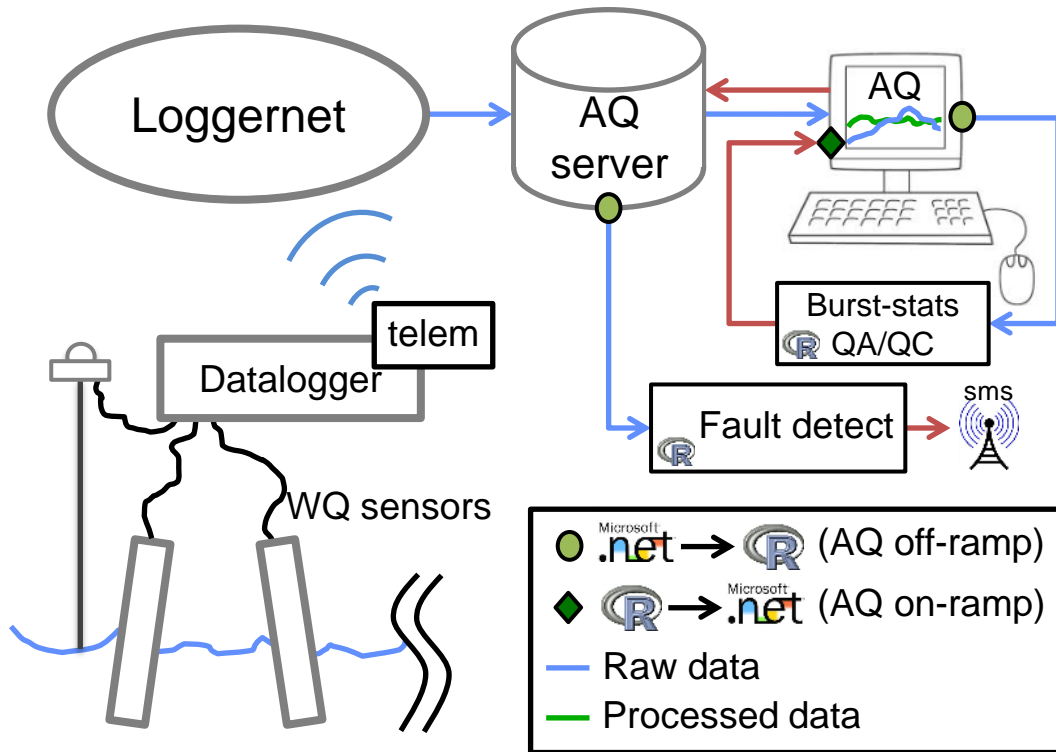 Loggernet
AQ
server
AQ
telem
Datalogger
Burst-stats
R QA/QC
R Fault detect
sms
WQ sensors
Microsoft
.net R (AQ off-ramp)
Microsoft
R .net (AQ on-ramp)
Raw data
Processed data